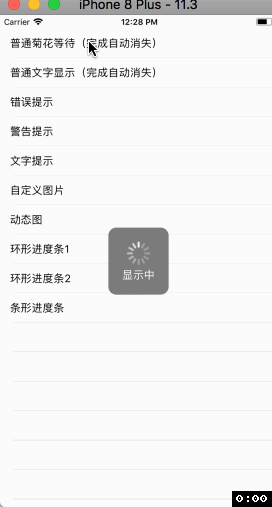 iPhone 8 Plus - 11.3
Carrier
12:28 PM
普通菊花等待（完成自动消失）
普通文字显示（完成自动消失）
错误提示
警告提示
文字提示
自定义图片
动态图
环形进度条1
显示中
环形进度条2
条形进度条
0:00